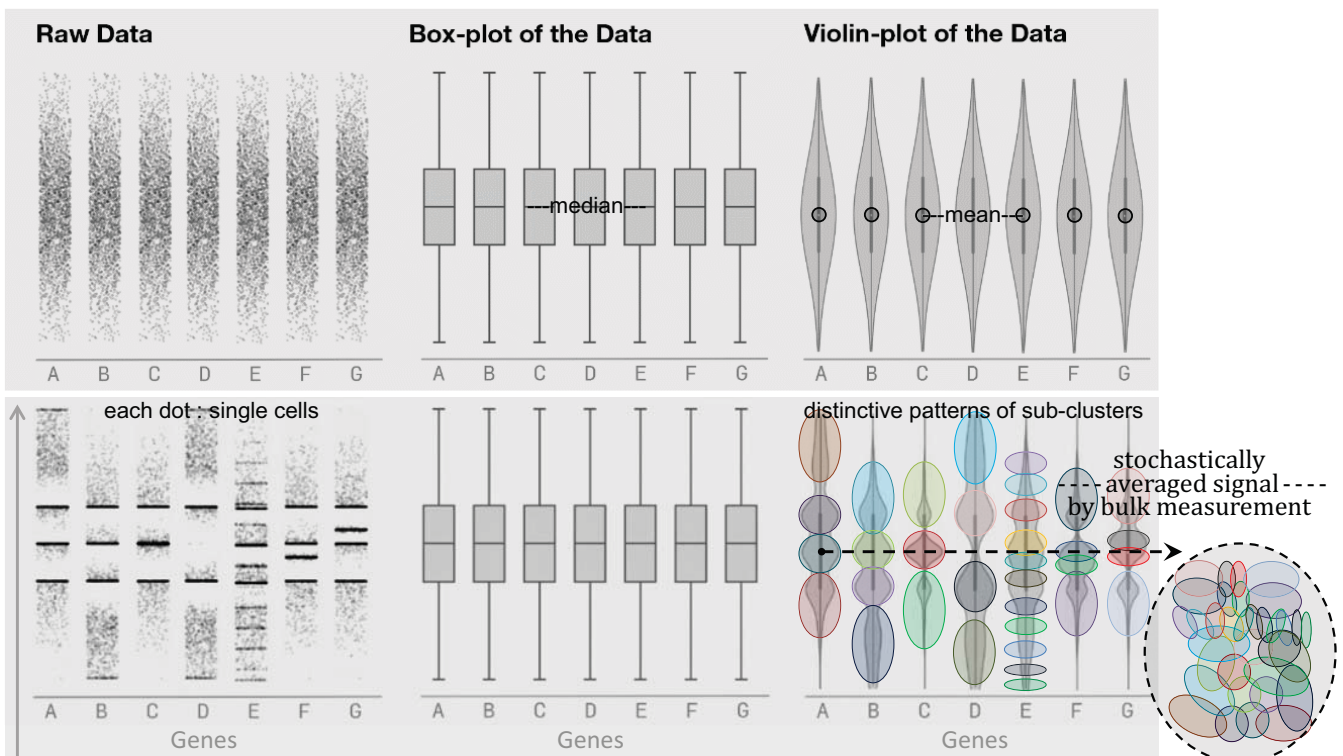 Raw Data
Box-plot of the Data
Violin-plot of the Data
---median---
---mean---
A B C D E F G
A B C D E F G
A B C D E F G
each dot : single cells
distinctive patterns of sub-clusters
stochastically
----averaged signal----
by bulk measurement
A B C D E F G
A B C D E F G
A B C D E F G
Genes
Genes
Genes